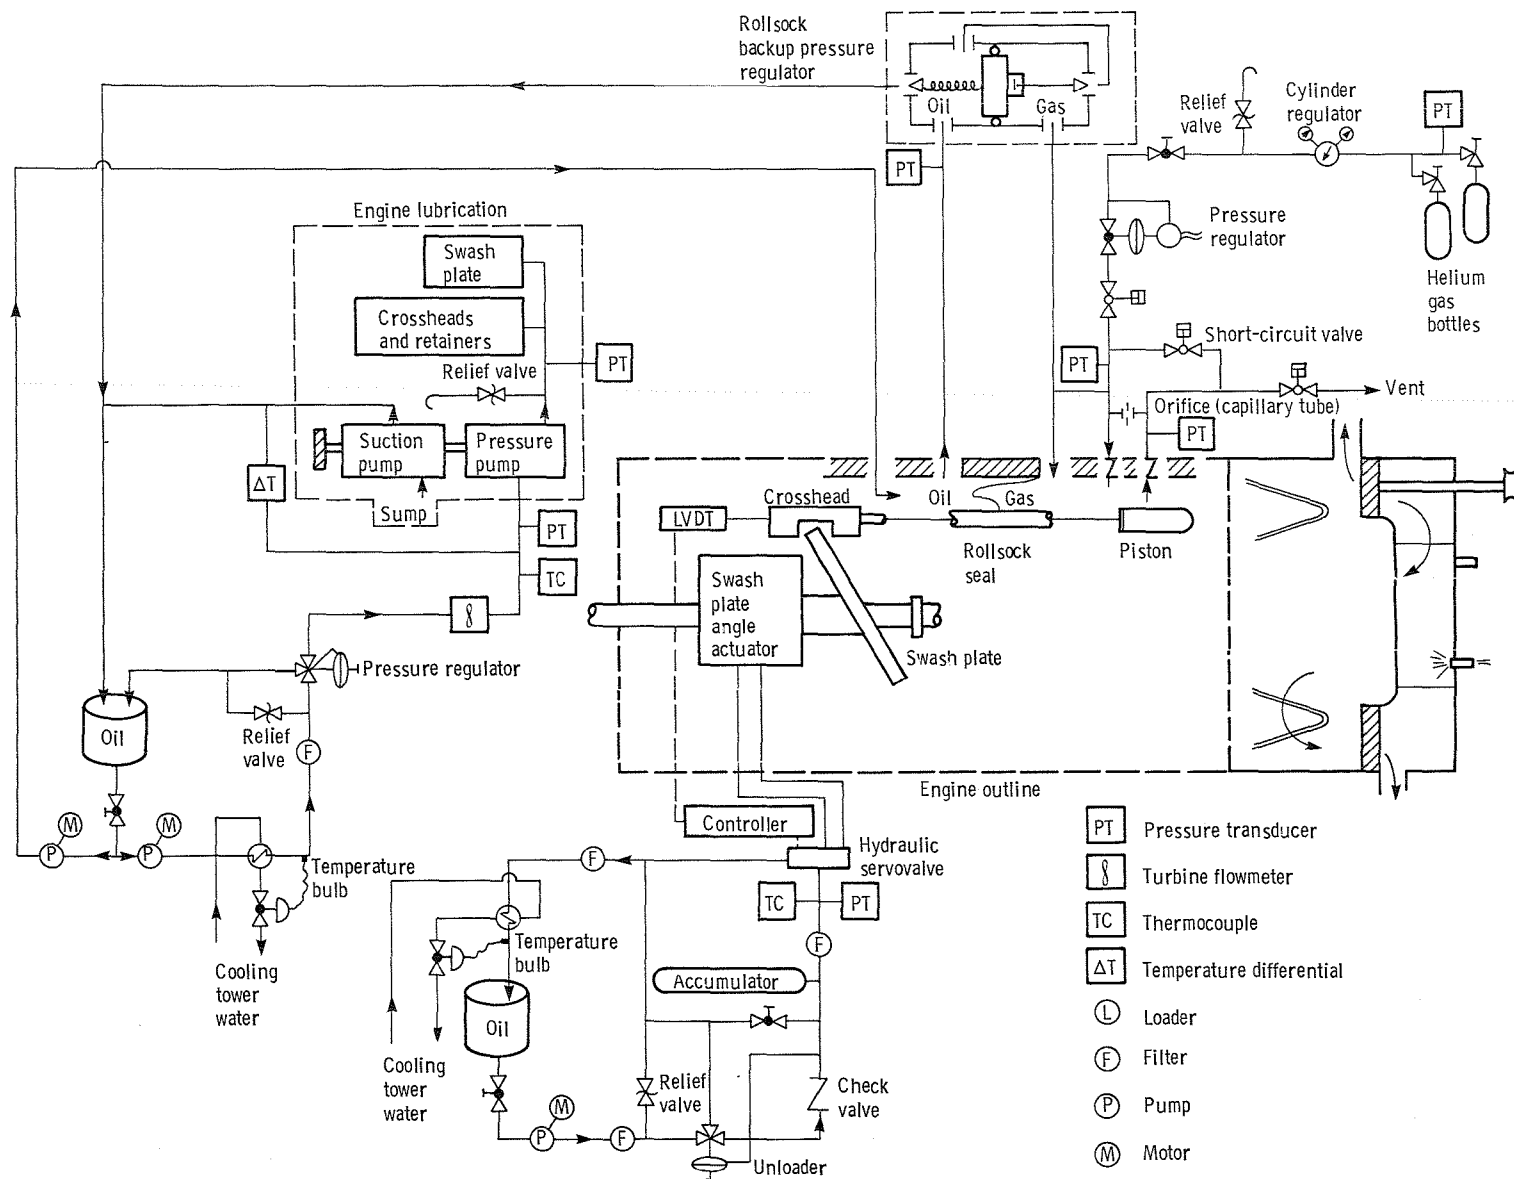 Rollsock
backup pressure
regulator
Oil
Gas
Relief
valve
Cylinder
regulator
PT
PT
Engine lubrication
Swash
plate
Crossheads
and retainers
Relief valve
PT
Pressure
regulator
Helium
gas
bottles
Short-circuit valve
PT
Vent
Orifice (capillary tube)
PT
Suction
pump
Pressure
pump
ΔT
Sump
PT
TC
Crosshead
Oil
Gas
LVDT
Rollsock
seal
Piston
Swash
plate
angle
actuator
Swash plate
Pressure regulator
Oil
Relief
valve
F
Engine outline
M
M
P
P
Temperature
bulb
Cooling
tower
water
Controller
Hydraulic
servovalve
F
TC
PT
F
Temperature
bulb
Accumulator
Oil
Cooling
tower
water
Relief
valve
Check
valve
M
P
F
Unloader
PT Pressure transducer
Turbine flowmeter
TC Thermocouple
ΔT Temperature differential
L Loader
F Filter
P Pump
M Motor